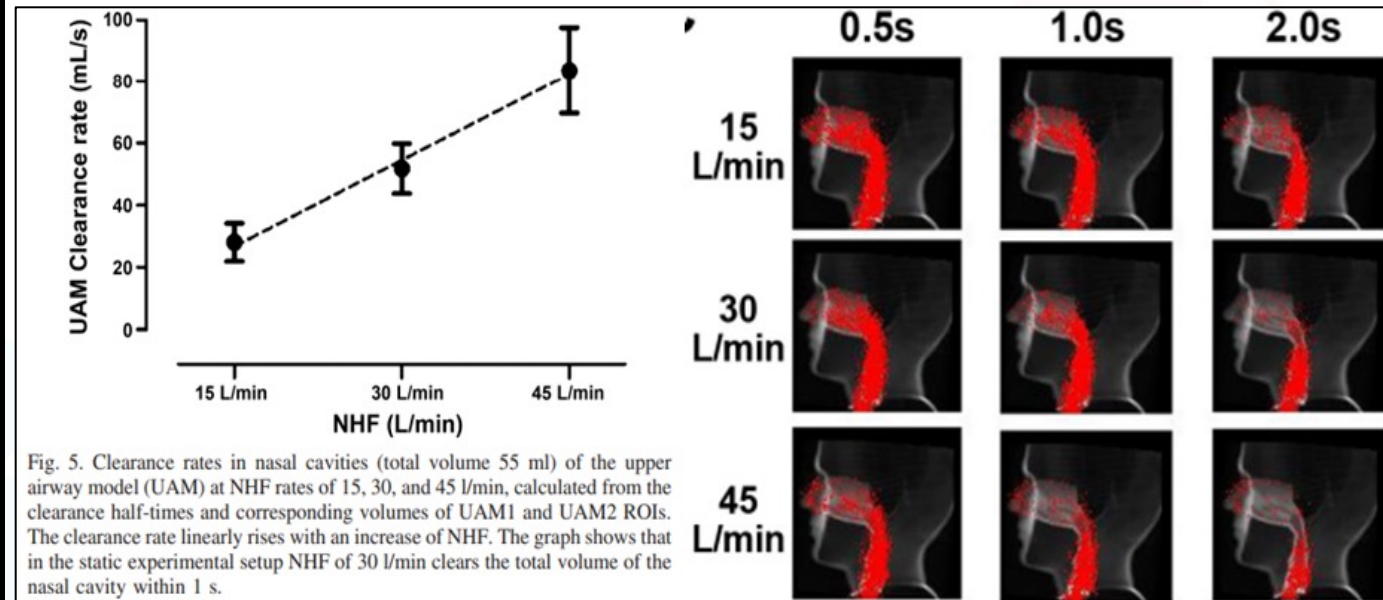 UAM Clearance rate (mL/s)
100
80
60
40
20
0
15 L/min
30 L/min
45 L/min
NHF (L/min)
Fig. 5. Clearance rates in nasal cavities (total volume 55 ml) of the upper
airway model (UAM) at NHF rates of 15, 30, and 45 l/min, calculated from the
clearance half-times and corresponding volumes of UAM1 and UAM2 ROIs.
The clearance rate linearly rises with an increase of NHF. The graph shows that
in the static experimental setup NHF of 30 l/min clears the total volume of the
nasal cavity within 1 s.
0.5s
1.0s
2.0s
15
L/min
30
L/min
45
L/min